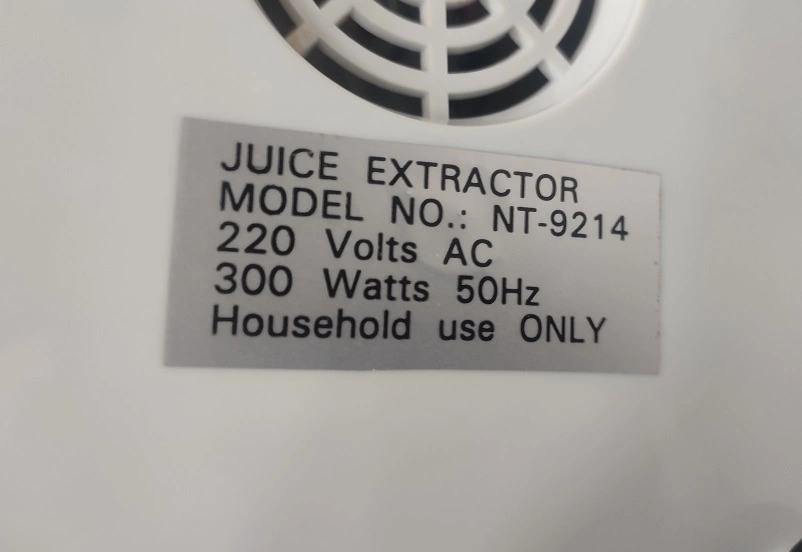 JUICE EXTRACTOR
MODEL NO.: NT-9214
220 Volts AC
300 Watts 50Hz
Household use ONLY